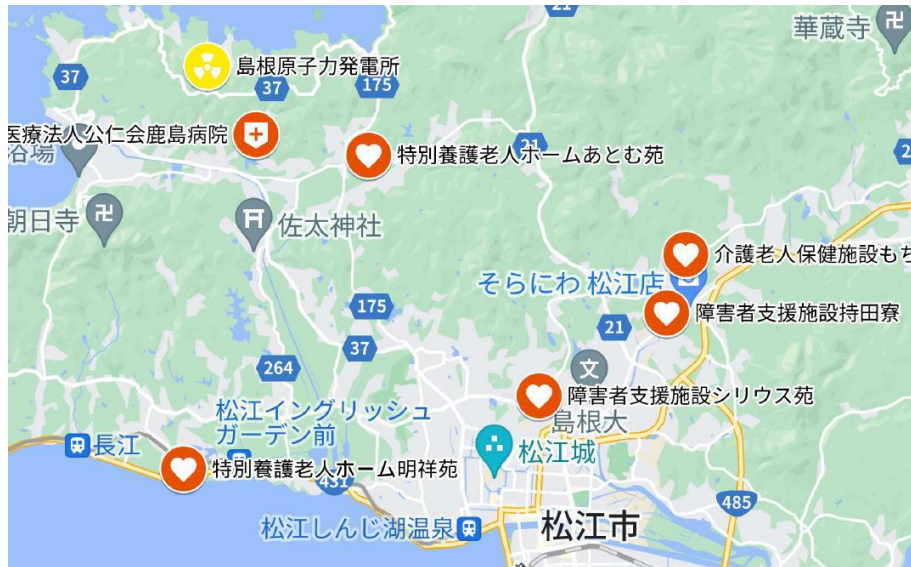 21
華蔵寺
島根原子力発電所
37
37
175
医療法人公仁会鹿島病院
浴場
特別養護老人ホームあとむ苑
21
2
朝日寺
佐太神社
介護老人保健施設もち
そらにわ 松江店
障害者支援施設持田寮
175
21
37
264
文
障害者支援施設シリウス苑
島根大
松江イングリッシュ
ガーデン前
長江
松江城
特別養護老人ホーム明祥苑
431
485
松江しんじ湖温泉
松江市